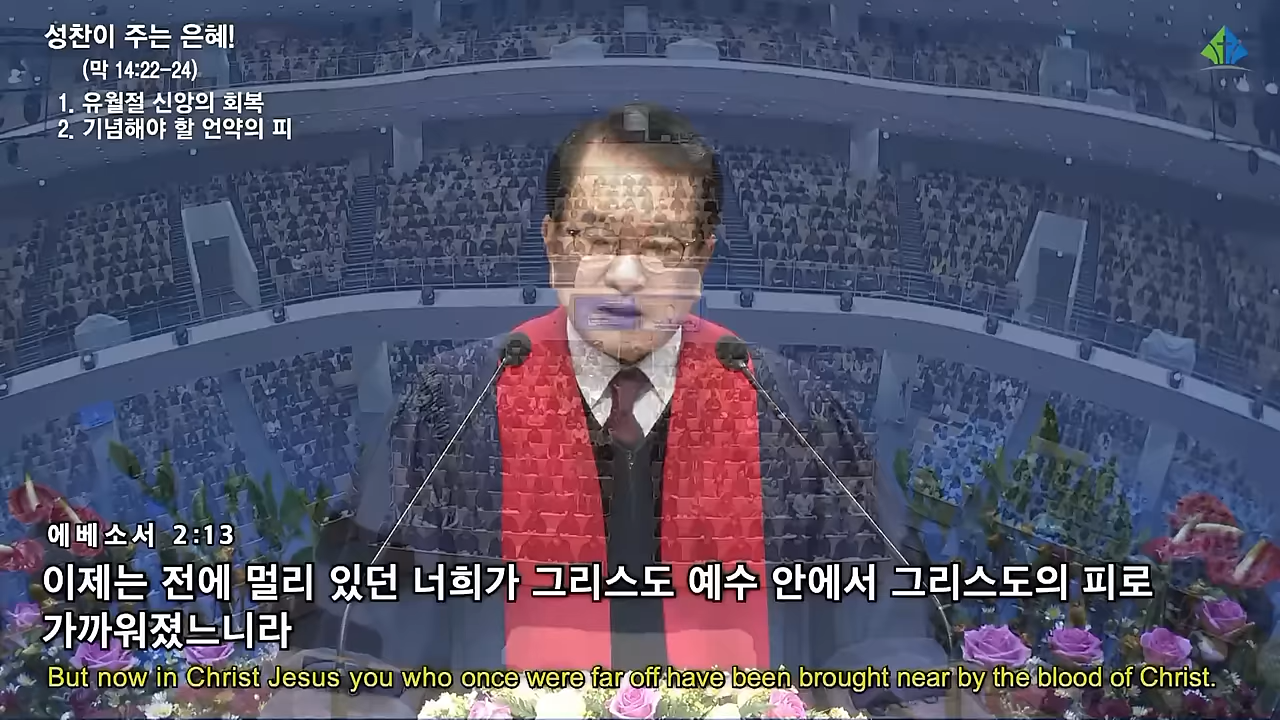 성찬이 주는 은혜!
(막 14:22-24)
1. 유월절 신앙의 회복
2. 기념해야 할 언약의 피
에베소서 2:13
이제는 전에 멀리 있던 너희가 그리스도 예수 안에서 그리스도의 피로
가까워졌느니라
But now in Christ Jesus you who once were far off have been brought near by the blood of Christ.